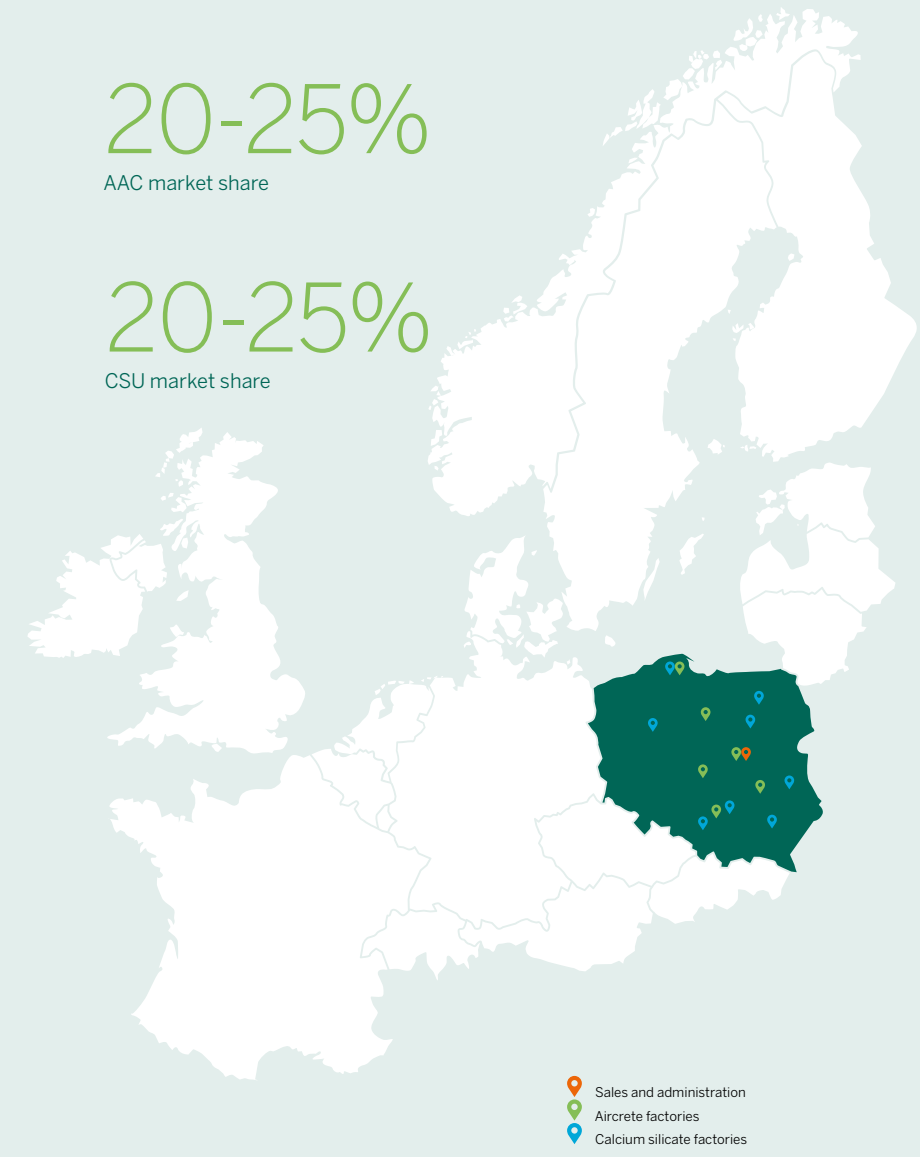 20-25%
AAC market share
20-25%
CSU market share
Sales and administration
Aircrete factories
Calcium silicate factories